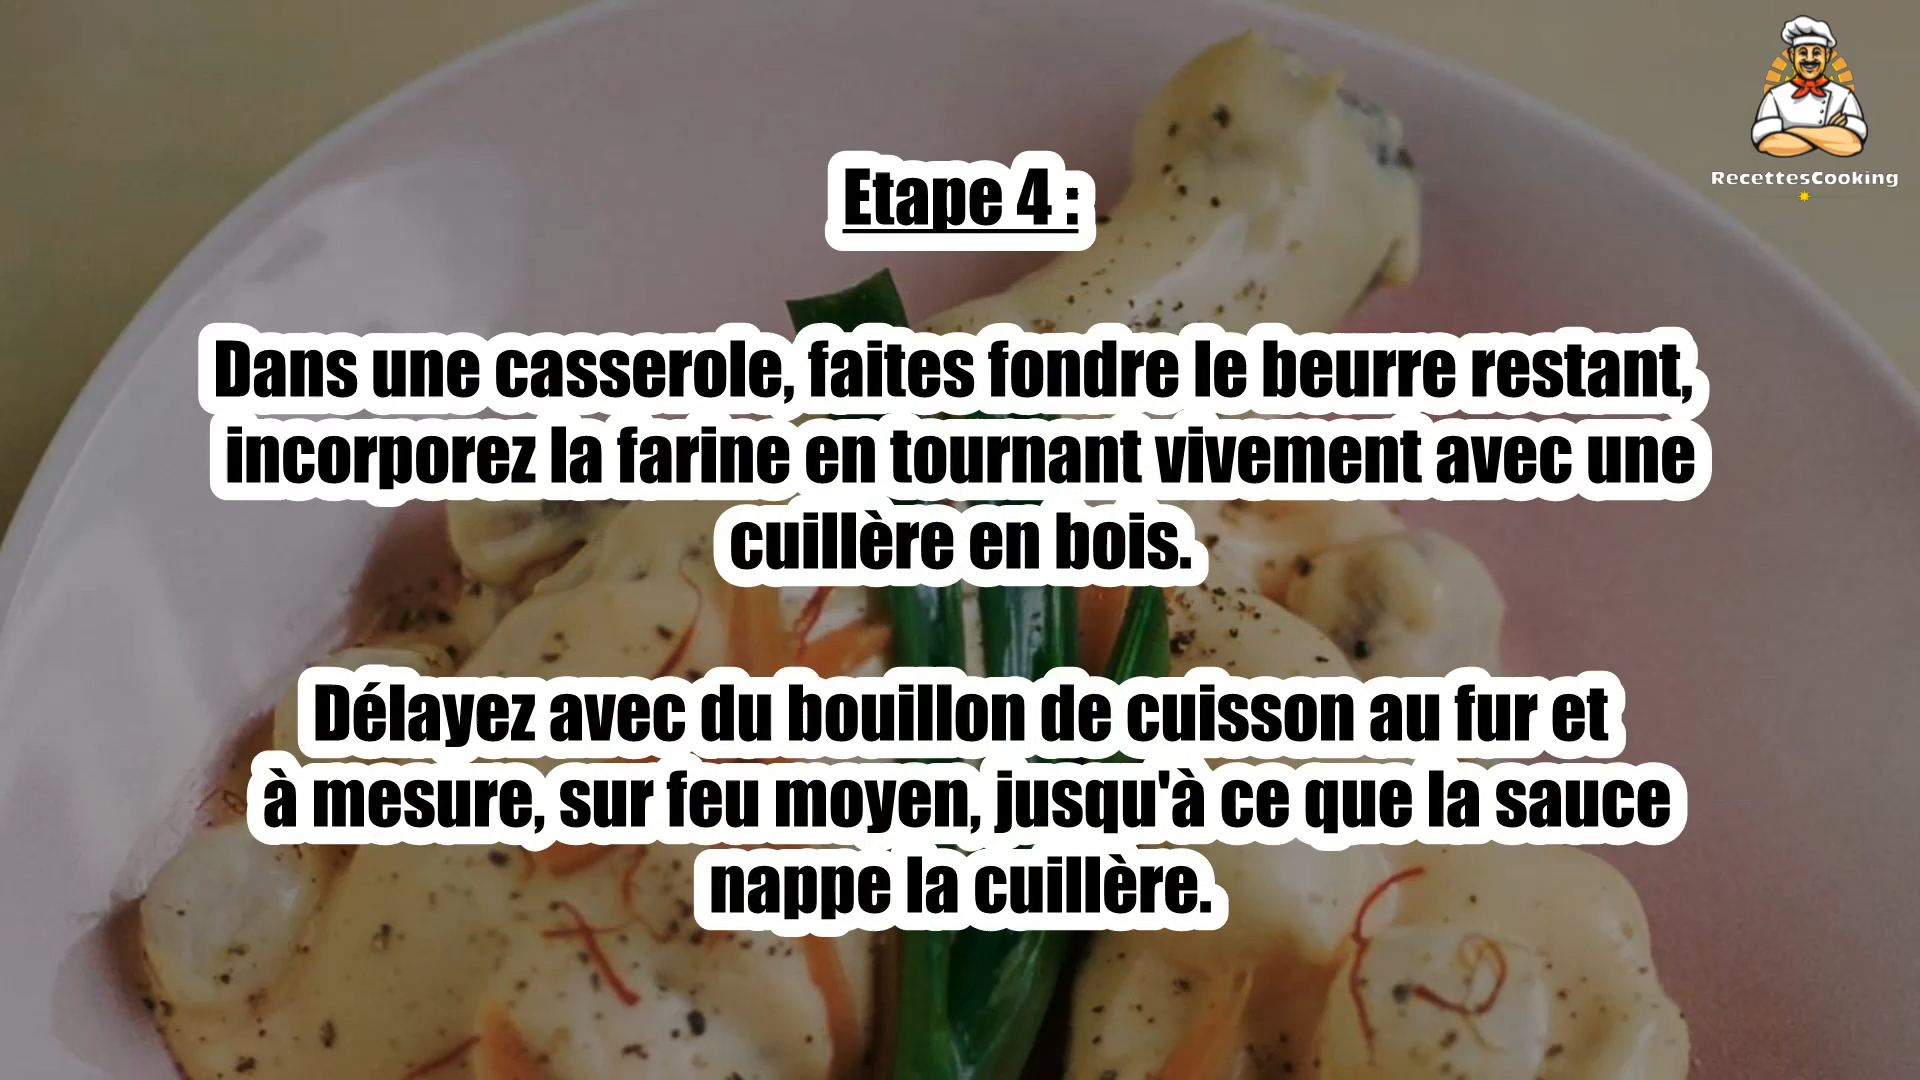 RecettesCooking
Etape 4 :
Dans une casserole, faites fondre le beurre restant,
incorporez la farine en tournant vivement avec une
cuillère en bois.
Délayez avec du bouillon de cuisson au fur et
à mesure, sur feu moyen, jusqu'à ce que la sauce
nappe la cuillère.